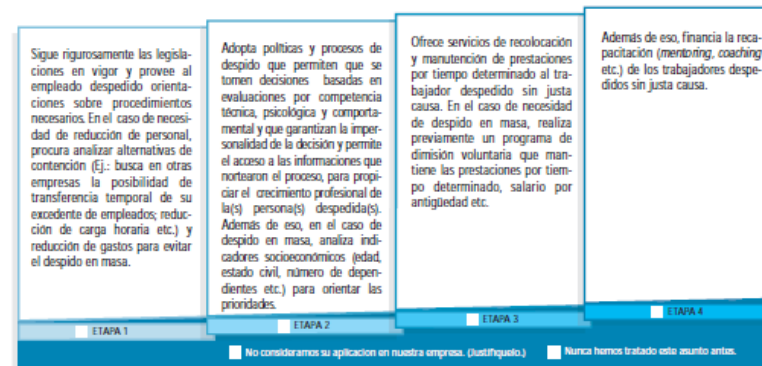 Sigue rigurosamente las legisla-
ciones en vigor y provee al
empleado despedido orienta-
ciones sobre procedimientos
necesarios. En el caso de necesi-
dad de reducción de personal,
procura analizar alternativas de
contención (Ej.: busca en otras
empresas la posibilidad de
transferencia temporal de su
excedente de empleados; reduc-
ción de carga horaria etc.) y
reducción de gastos para evitar
el despido en masa.
ETAPA 1
Adopta políticas y procesos de
despido que permiten que se
tomen decisiones basadas en
evaluaciones por competencia
técnica, psicológica y comporta-
mental y que garantizan la imper-
sonalidad de la decisión y permite
el acceso a las informaciones que
nortearon el proceso, para propi-
ciar el crecimiento profesional de
la(s) persona(s) despedida(s).
Además de eso, en el caso de
despido en masa, analiza indi-
cadores socioeconómicos (edad,
estado civil, número de depen-
dientes etc.) para orientar las
prioridades.
ETAPA 2
Ofrece servicios de recolocación
y manutención de prestaciones
por tiempo determinado al tra-
bajador despedido sin justa
causa. En el caso de necesidad
de despido en masa, realiza
previamente un programa de
dimisión voluntaria que man-
tiene las prestaciones por tiem-
po determinado, salario por
antigüedad etc.
ETAPA 3
Además de eso, financia la reca-
pacitación (mentoring, coaching
etc.) de los trabajadores despe-
didos sin justa causa.
ETAPA 4
No consideramos su aplicacion en nuestra empresa. (Justifíquelo.)
Nunca hemos tratado este asunto antes.